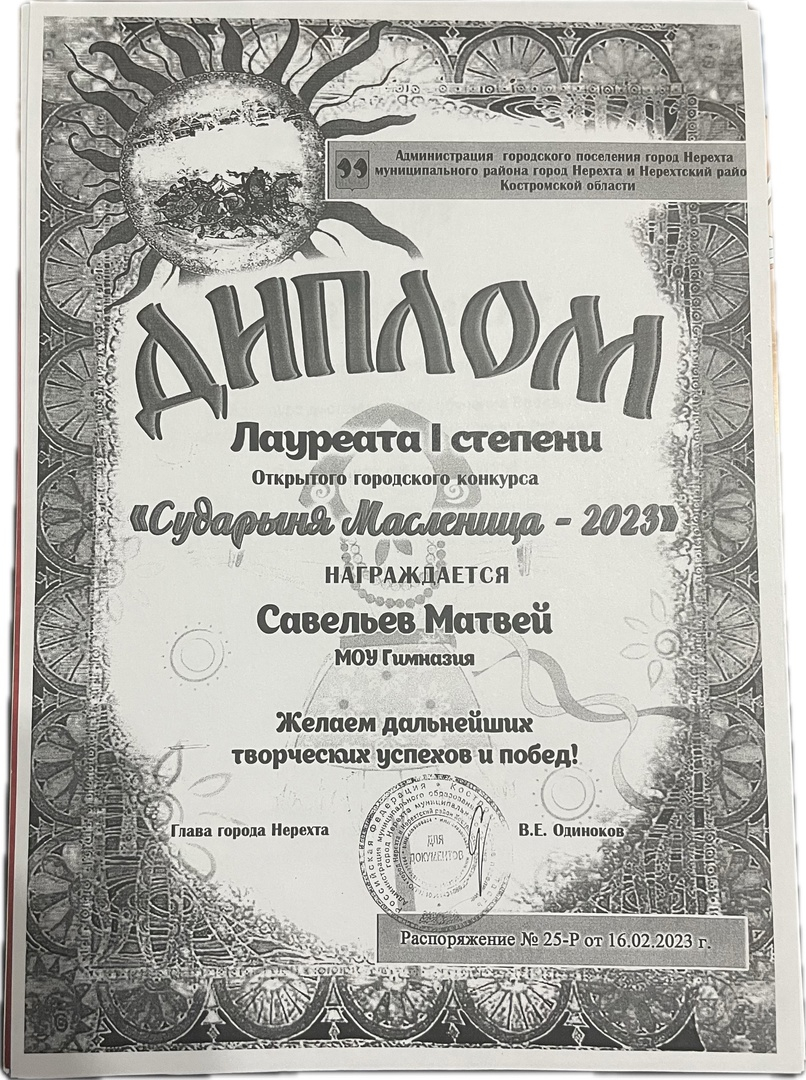 Администрация городского поселения город Нерехта
муниципального района город Нерехта и Нерехтский райо
Костромской области
ДИПЛОМ
Лауреата I степени
Открытого городского конкурса
«Сударыня Масленица - 2023»
НАГРАЖДАЕТСЯ
Савельев Матвей
МОУ Гимназия
Желаем дальнейших
творческих успехов и побед!
Глава города Нерехта
В.Е. Одиноков
РОССИЙСКАЯ ФЕДЕРАЦИЯ
ДЛЯ
ДОКУМЕНТОВ
Распоряжение № 25-Р от 16.02.2023 г.